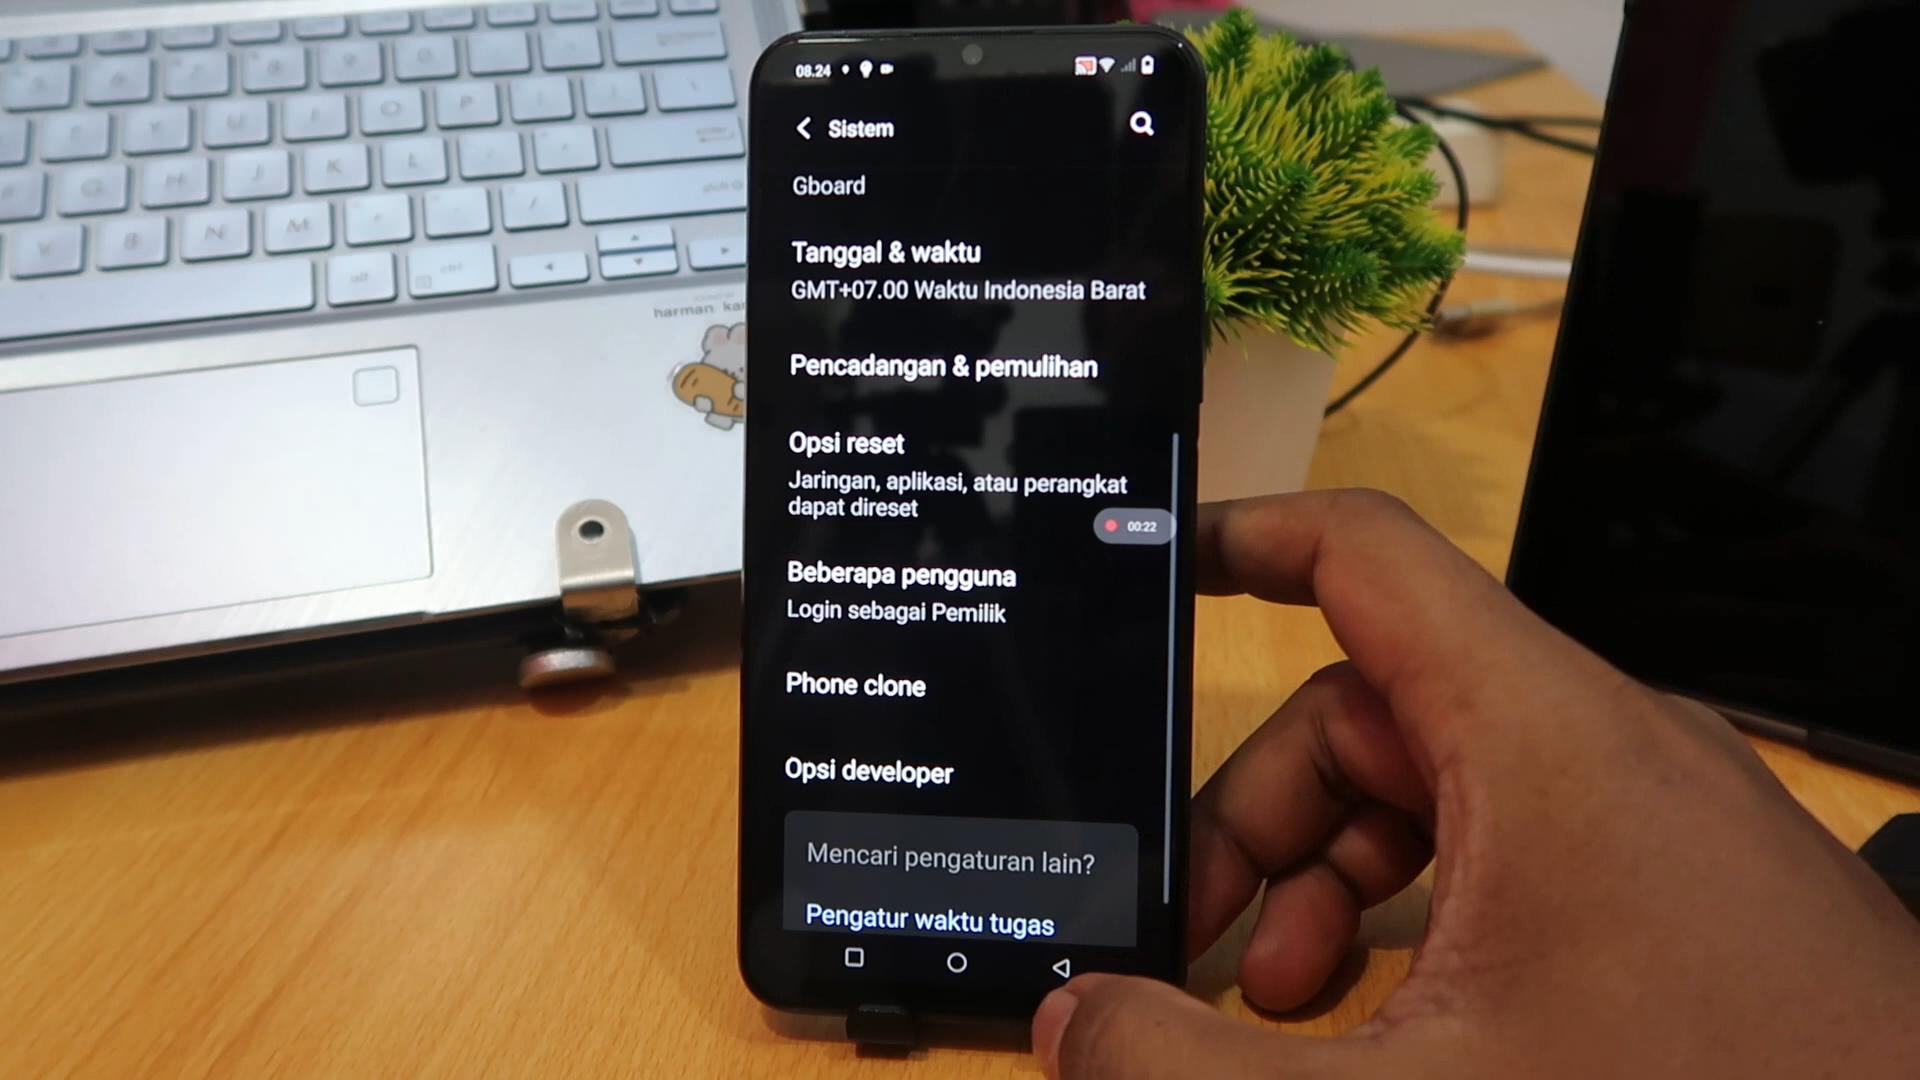 08.24
Sistem
Gboard
Tanggal & waktu
GMT+07.00 Waktu Indonesia Barat
Pencadangan & pemulihan
Opsi reset
Jaringan, aplikasi, atau perangkat
dapat direset
00:22
Beberapa pengguna
Login sebagai Pemilik
Phone clone
Opsi developer
Mencari pengaturan lain?
Pengatur waktu tugas
harman
O
P
Y
U
I
G
H
J
K
L
V
B
N
M
alt
ctrl